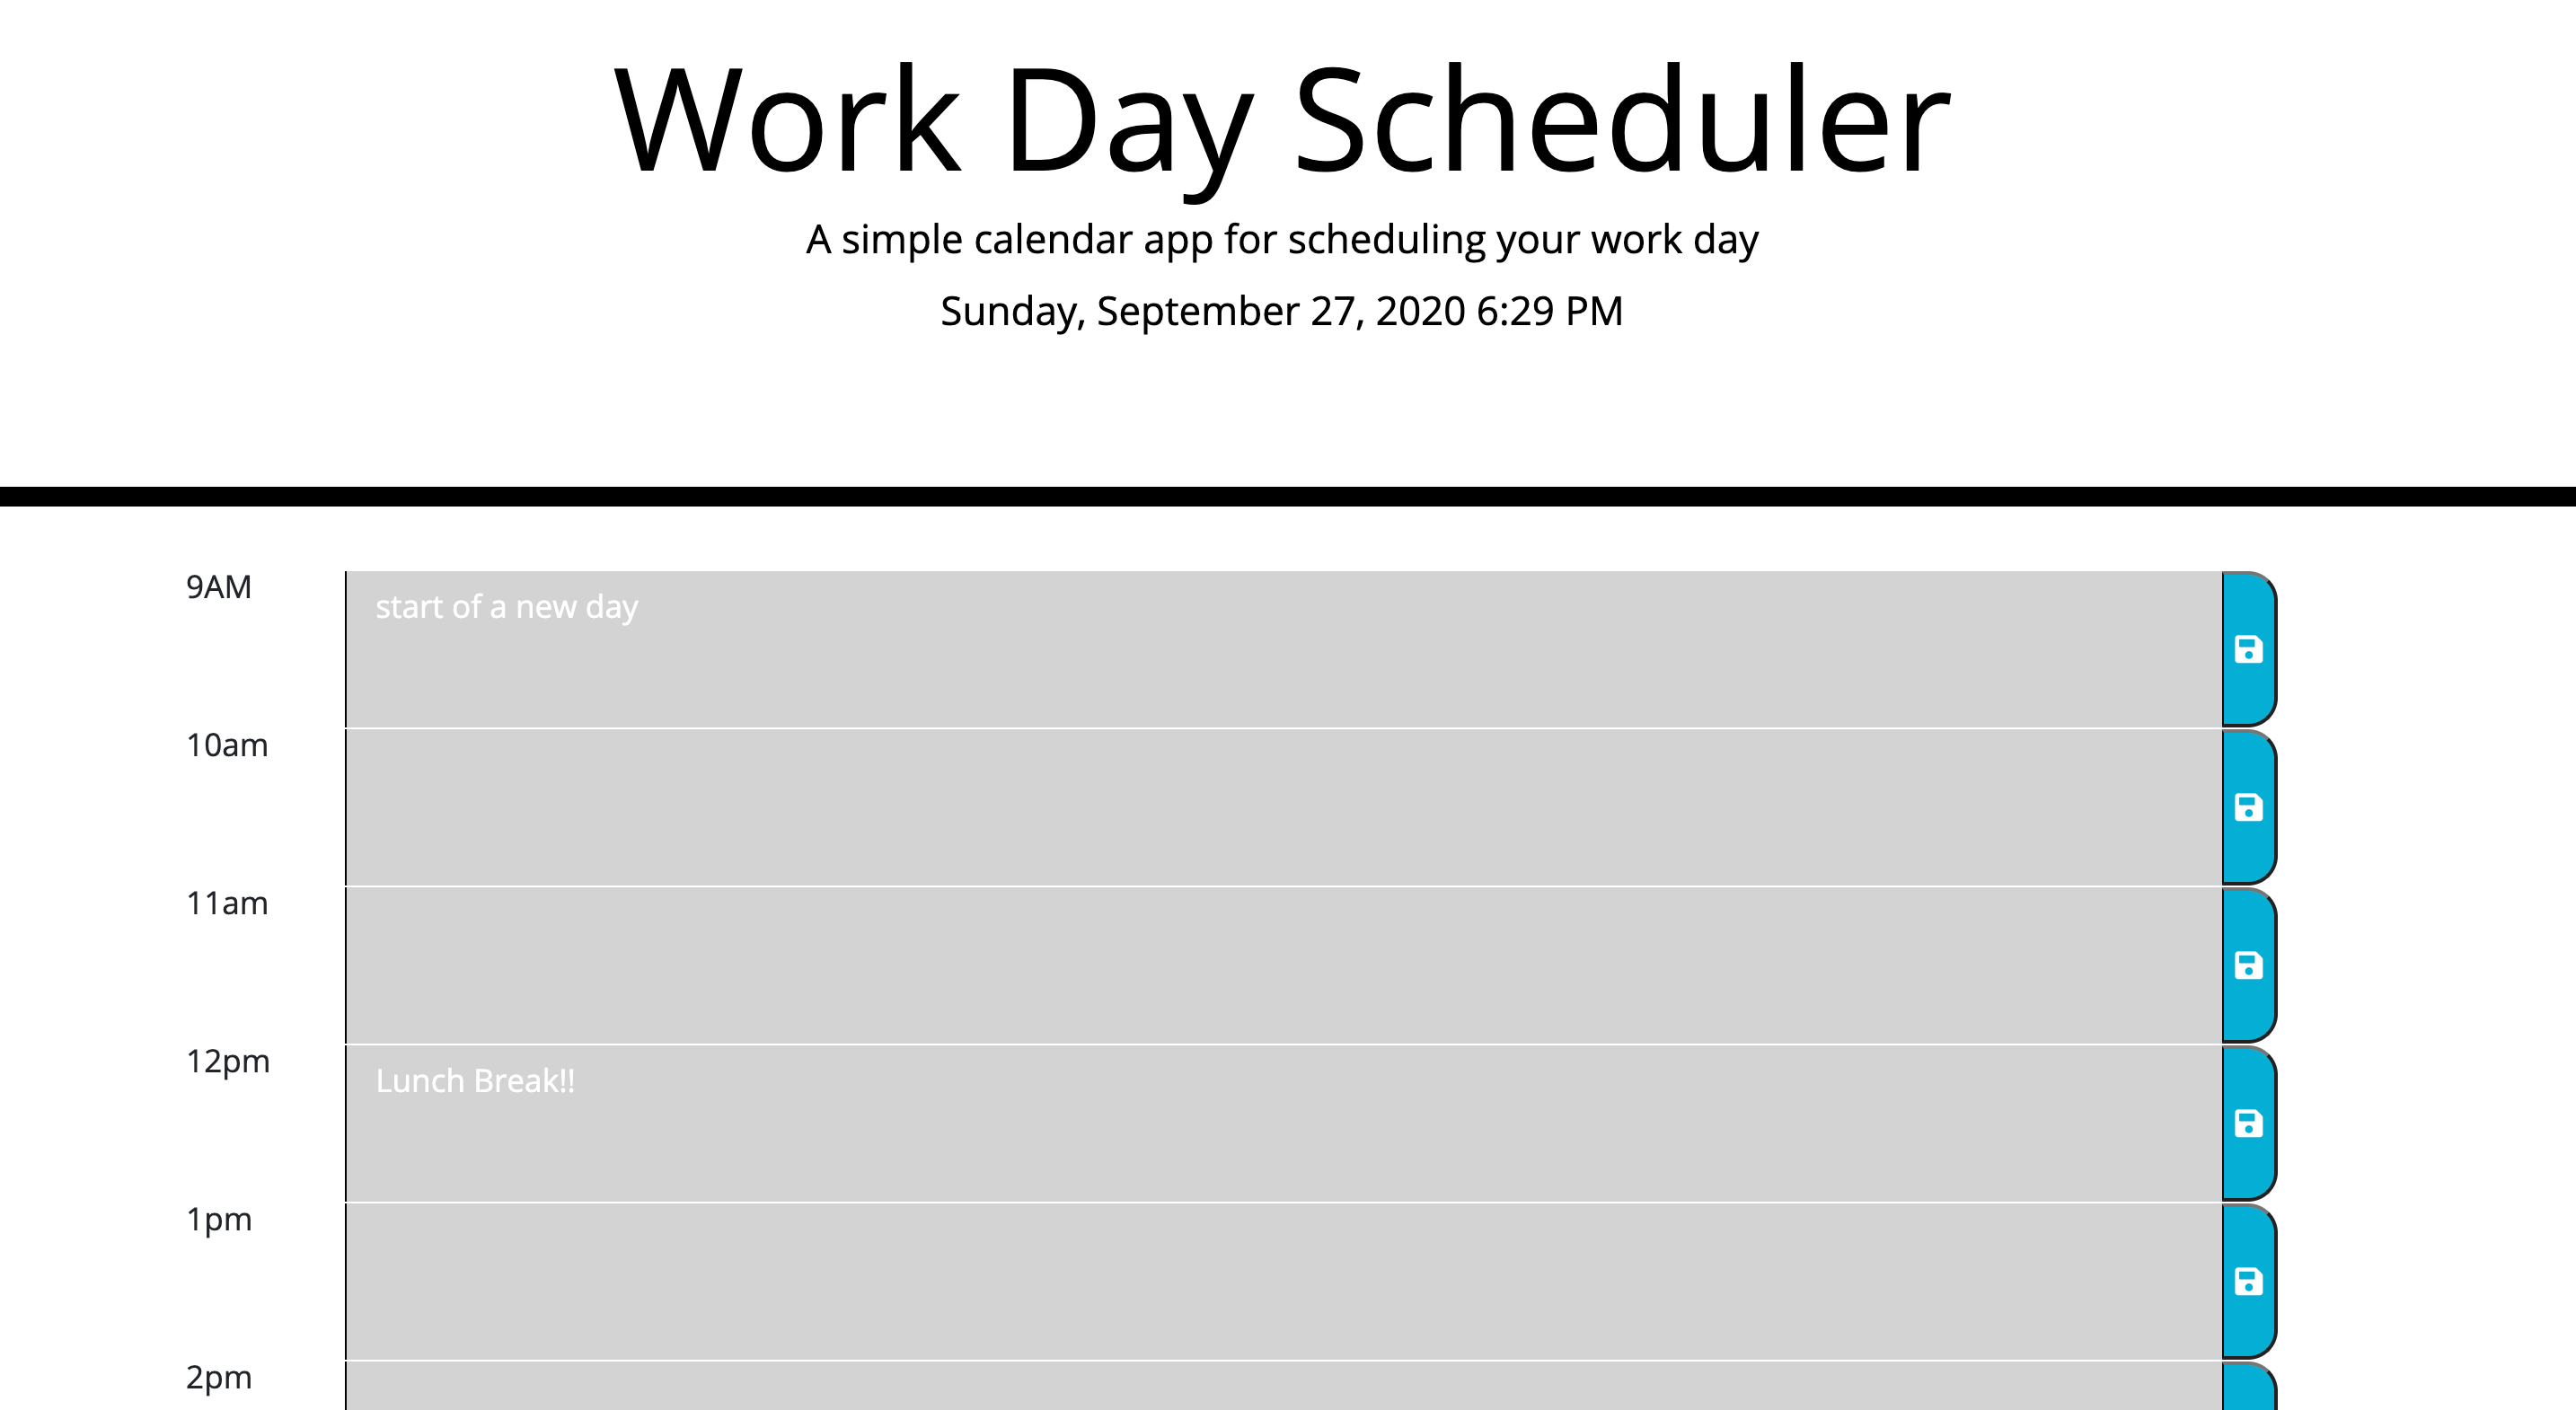 Work Day Scheduler
A simple calendar app for scheduling your work day
Sunday, September 27, 2020 6:29 PM
9AM
start of a new day
10am
11am
12pm
Lunch Break!!
1pm
2pm